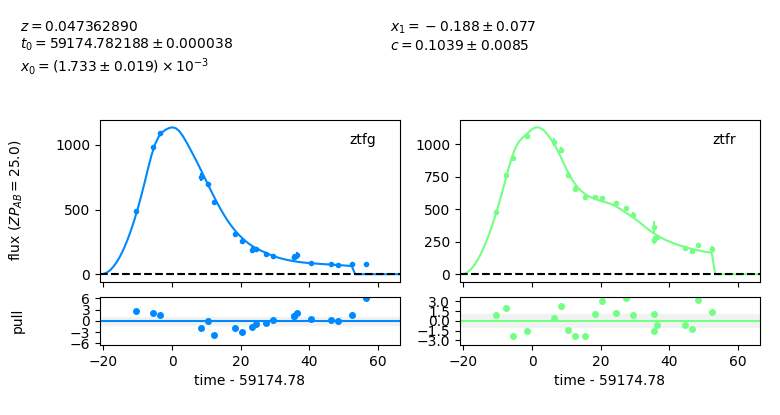 z = 0.047362890
t₀ = 59174.782188 ± 0.000038
x₀ = (1.733 ± 0.019) × 10⁻³
x₁ = −0.188 ± 0.077
c = 0.1039 ± 0.0085
flux (ZP_AB = 25.0)
ztfg
1000
500
0
ztfr
1000
750
500
250
0
pull
6
3
0
−3
−6
−20 0 20 40 60
time - 59174.78
3.0
1.5
0.0
−1.5
−3.0
−20 0 20 40 60
time - 59174.78